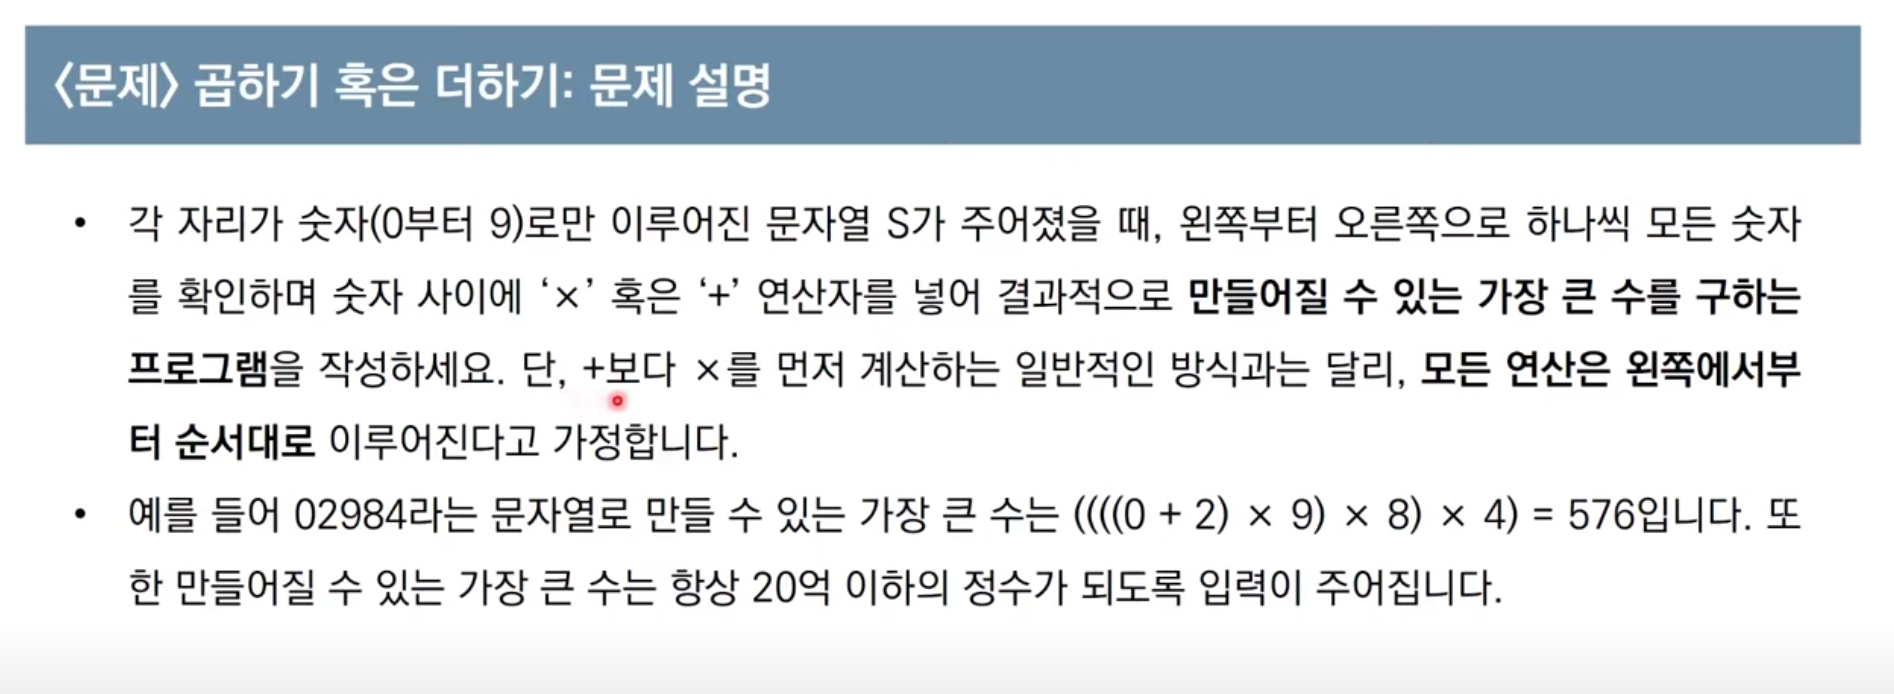 〈문제〉 곱하기 혹은 더하기: 문제 설명
• 각 자리가 숫자(0부터 9)로만 이루어진 문자열 S가 주어졌을 때, 왼쪽부터 오른쪽으로 하나씩 모든 숫자
를 확인하며 숫자 사이에 ‘×’ 혹은 ‘+’ 연산자를 넣어 결과적으로 만들어질 수 있는 가장 큰 수를 구하는
프로그램을 작성하세요. 단, +보다 ×를 먼저 계산하는 일반적인 방식과는 달리, 모든 연산은 왼쪽에서부
터 순서대로 이루어진다고 가정합니다.
• 예를 들어 02984라는 문자열로 만들 수 있는 가장 큰 수는 ((((0 + 2) × 9) × 8) × 4) = 576입니다. 또
한 만들어질 수 있는 가장 큰 수는 항상 20억 이하의 정수가 되도록 입력이 주어집니다.